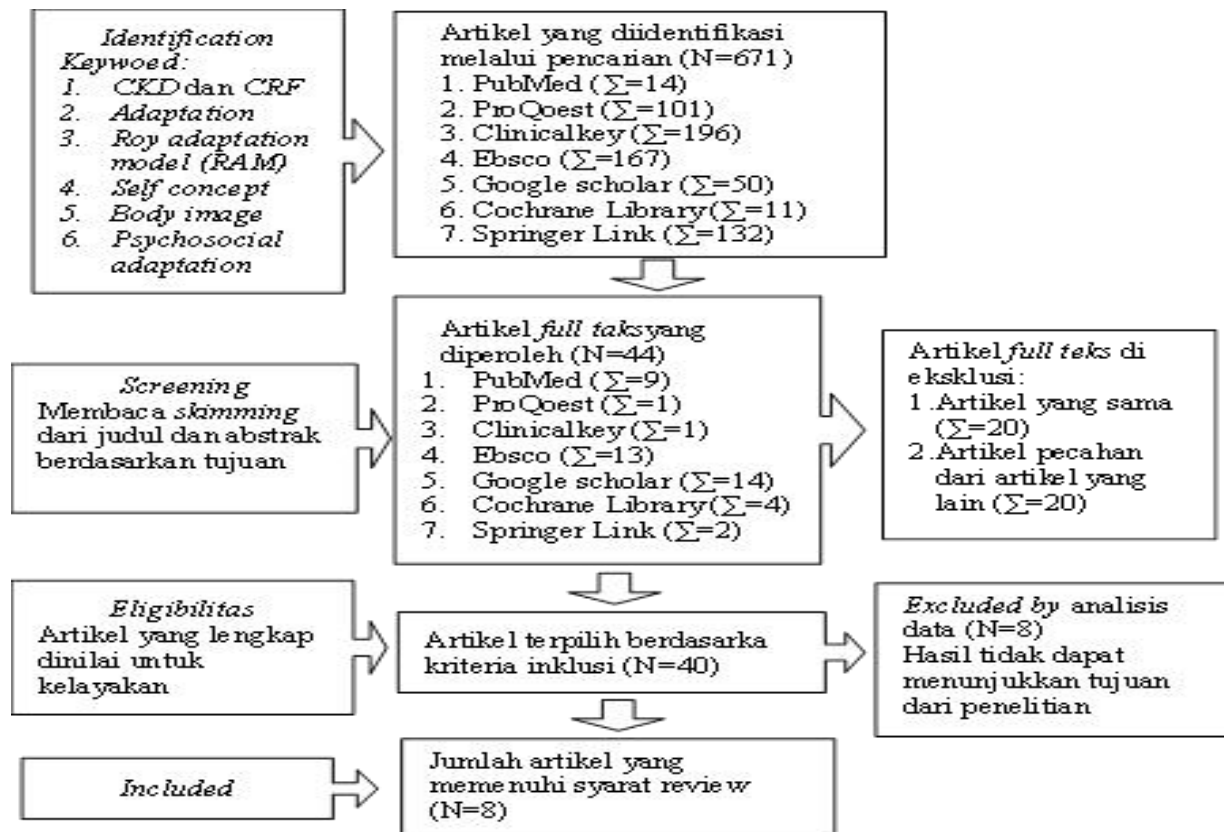 Identification
Keywoed:
1. CKD dan CRF
2. Adaptation
3. Roy adaptation
model (RAM)
4. Self concept
5. Body image
6. Psychosocial
adaptation
Artikel yang diidentifikasi
melalui pencarian (N=671)
1. PubMed (∑=14)
2. ProQoest (∑=101)
3. Clinicalkey (∑=196)
4. Ebsco (∑=167)
5. Google scholar (∑=50)
6. Cochrane Library (∑=11)
7. Springer Link (∑=132)
Screening
Membaca skimming
dari judul dan abstrak
berdasarkan tujuan
Artikel full taksyang
diperoleh (N=44)
1. PubMed (∑=9)
2. ProQoest (∑=1)
3. Clinicalkey (∑=1)
4. Ebsco (∑=13)
5. Google scholar (∑=14)
6. Cochrane Library (∑=4)
7. Springer Link (∑=2)
Artikel full teks di
eksklusi:
1. Artikel yang sama
(∑=20)
2. Artikel pecahan
dari artikel yang
lain (∑=20)
Eligibilitas
Artikel yang lengkap
dinilai untuk
kelayakan
Artikel terpilih berdasarka
kriteria inklusi (N=40)
Excluded by analisis
data (N=8)
Hasil tidak dapat
menunjukkan tujuan
dari penelitian
Included
Jumlah artikel yang
memenuhi syarat review
(N=8)